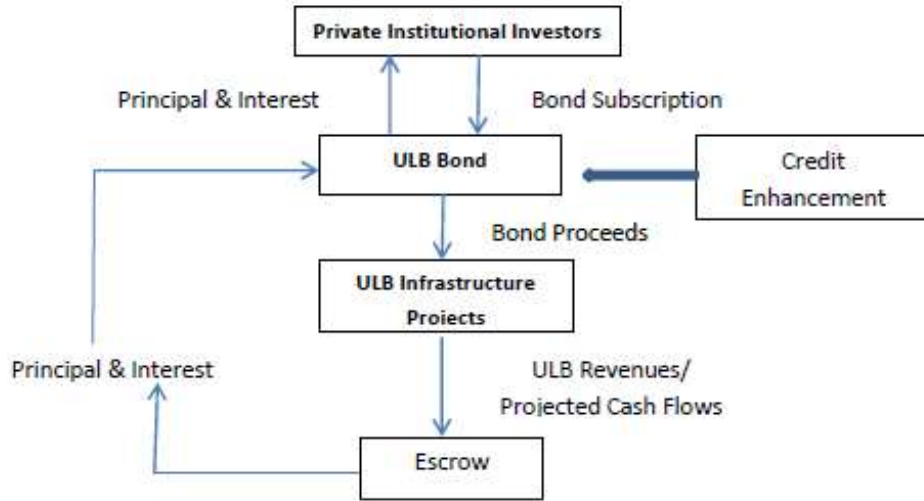 Private Institutional Investors
Principal & Interest
Bond Subscription
ULB Bond
Credit
Enhancement
Bond Proceeds
ULB Infrastructure
Projects
Principal & Interest
ULB Revenues/
Projected Cash Flows
Escrow